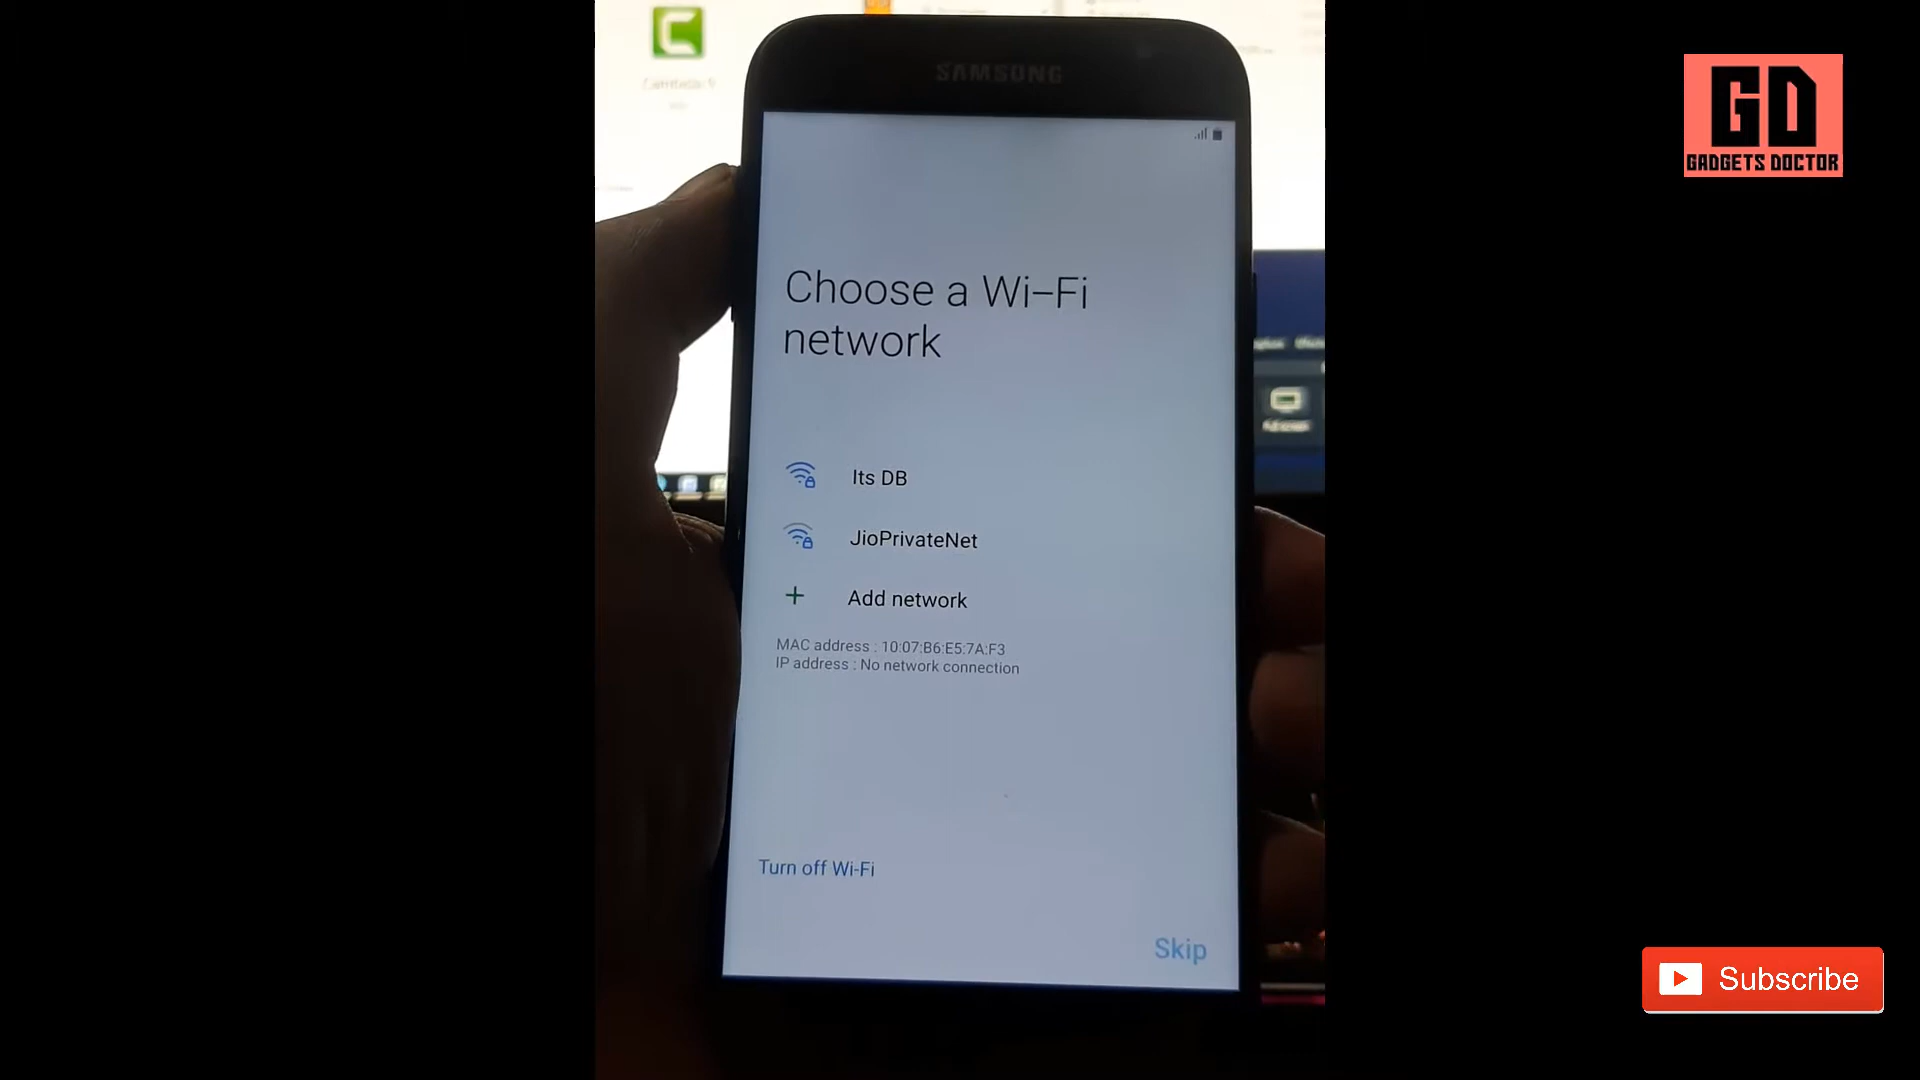 SAMSUNG
GD
GADGETS DOCTOR
Choose a Wi-Fi
network
Its DB
JioPrivateNet
Add network
MAC address : 10:07:B6:E5:7A:F3
IP address : No network connection
Turn off Wi-Fi
Skip
Subscribe